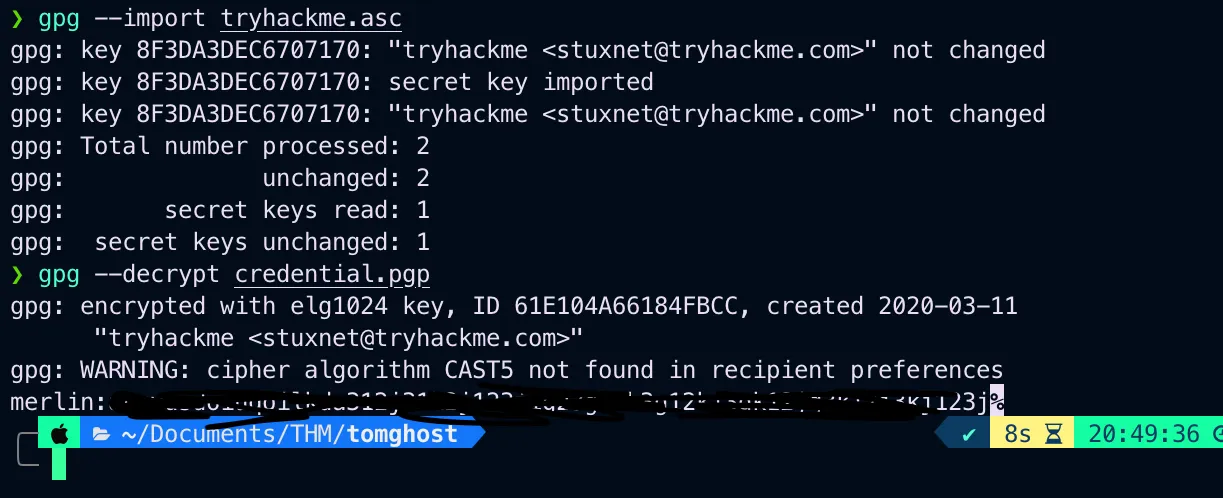 ❯ gpg --import tryhackme.asc
gpg: key 8F3DA3DEC6707170: "tryhackme <stuxnet@tryhackme.com>" not changed
gpg: key 8F3DA3DEC6707170: secret key imported
gpg: key 8F3DA3DEC6707170: "tryhackme <stuxnet@tryhackme.com>" not changed
gpg: Total number processed: 2
gpg:              unchanged: 2
gpg:       secret keys read: 1
gpg:  secret keys unchanged: 1
❯ gpg --decrypt credential.pgp
gpg: encrypted with elg1024 key, ID 61E104A66184FBCC, created 2020-03-11
      "tryhackme <stuxnet@tryhackme.com>"
gpg: WARNING: cipher algorithm CAST5 not found in recipient preferences
merlin:
~/Documents/THM/tomghost ✔ 8s 20:49:36